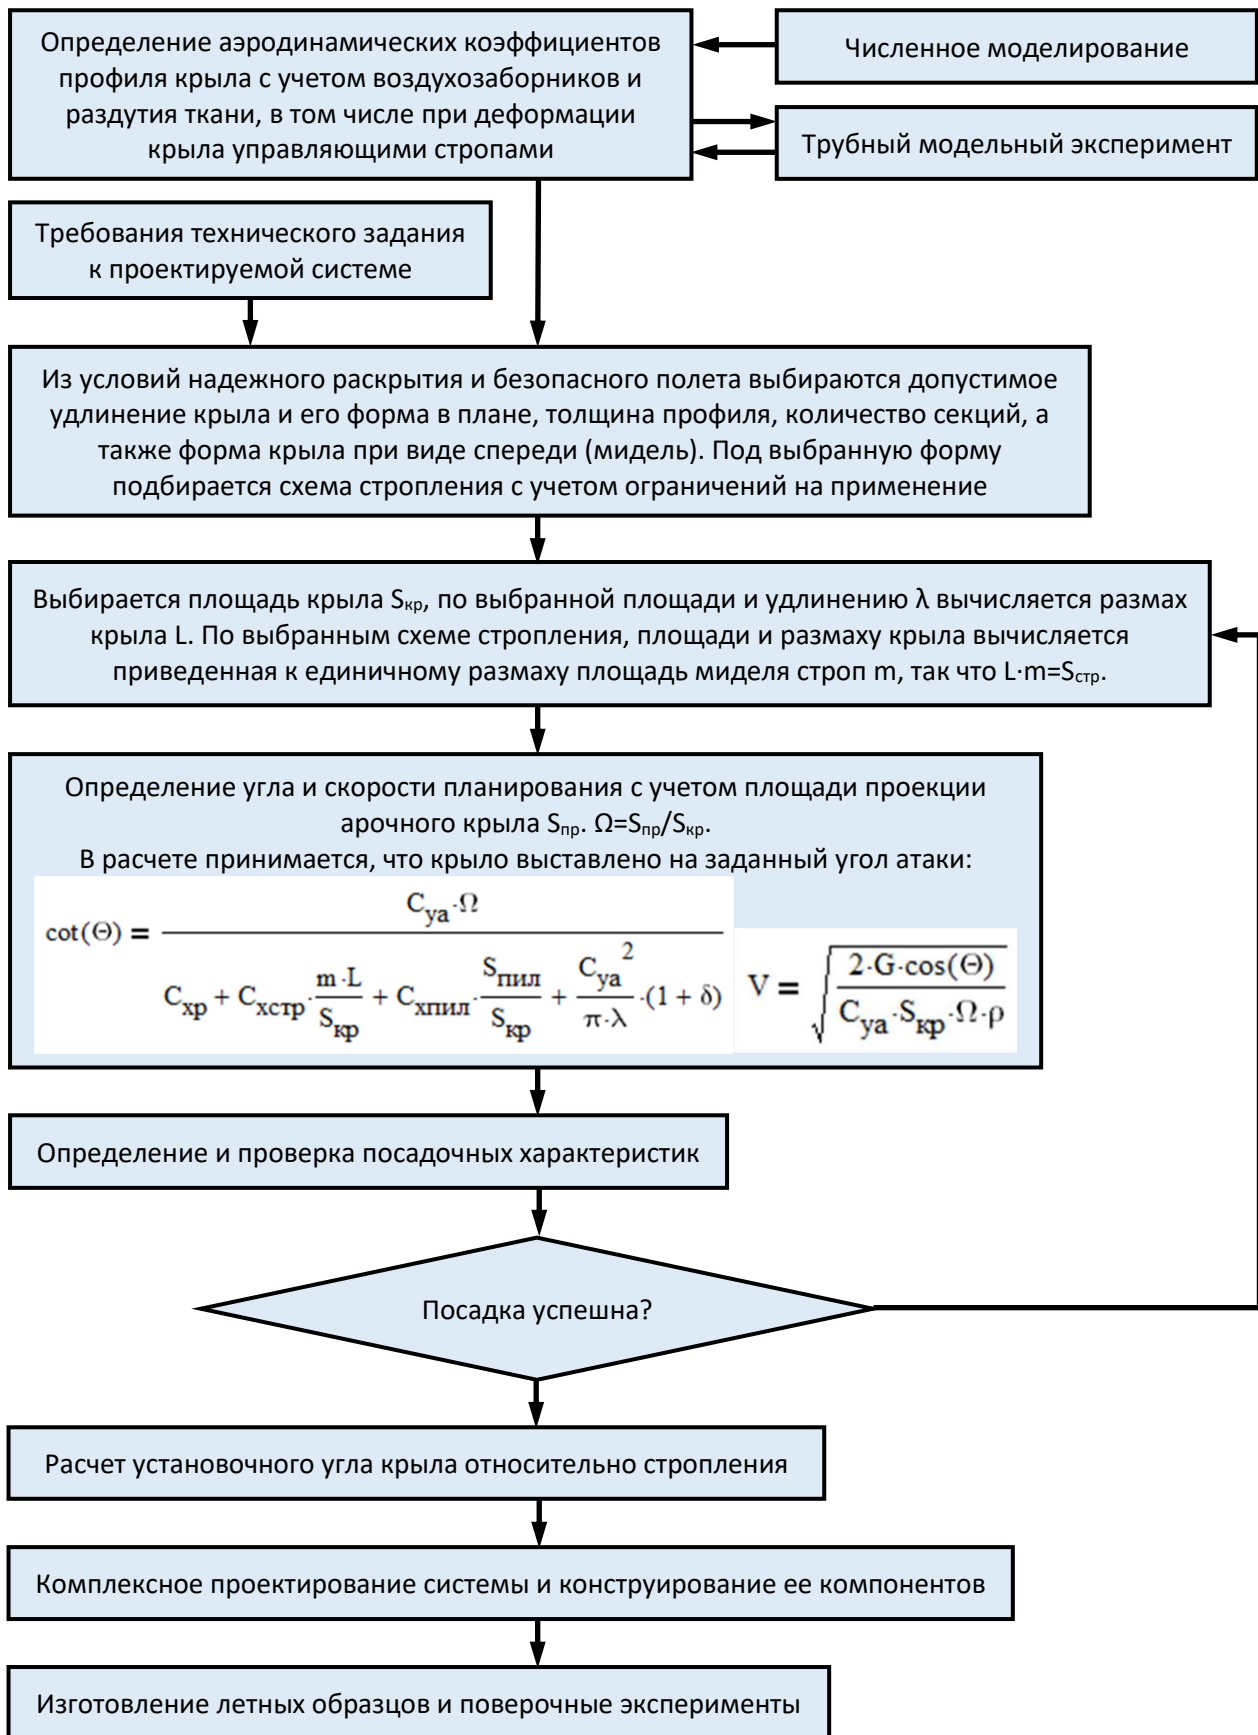 Определение аэродинамических коэффициентов
профиля крыла с учетом воздухозаборников и
раздутия ткани, в том числе при деформации
крыла управляющими стропами
Численное моделирование
Трубный модельный эксперимент
Требования технического задания
к проектируемой системе
Из условий надежного раскрытия и безопасного полета выбираются допустимое
удлинение крыла и его форма в плане, толщина профиля, количество секций, а
также форма крыла при виде спереди (мидель). Под выбранную форму
подбирается схема стропления с учетом ограничений на применение
Выбирается площадь крыла Sкр, по выбранной площади и удлинению λ вычисляется размах
крыла L. По выбранным схеме стропления, площади и размаху крыла вычисляется
приведенная к единичному размаху площадь миделя строп m, так что L·m=Sстр.
Определение угла и скорости планирования с учетом площади проекции
арочного крыла Sпр. Ω=Sпр/Sкр.
В расчете принимается, что крыло выставлено на заданный угол атаки:
cot(Θ) = (Cya·Ω) / (Cxp + Cxстр·(m·L)/Sкр + Cxпил·Sпил/Sкр + Cya²/(π·λ)·(1 + δ))
V = √((2·G·cos(Θ))/(Cya·Sкр·Ω·ρ))
Определение и проверка посадочных характеристик
Посадка успешна?
Расчет установочного угла крыла относительно стропления
Комплексное проектирование системы и конструирование ее компонентов
Изготовление летных образцов и поверочные эксперименты